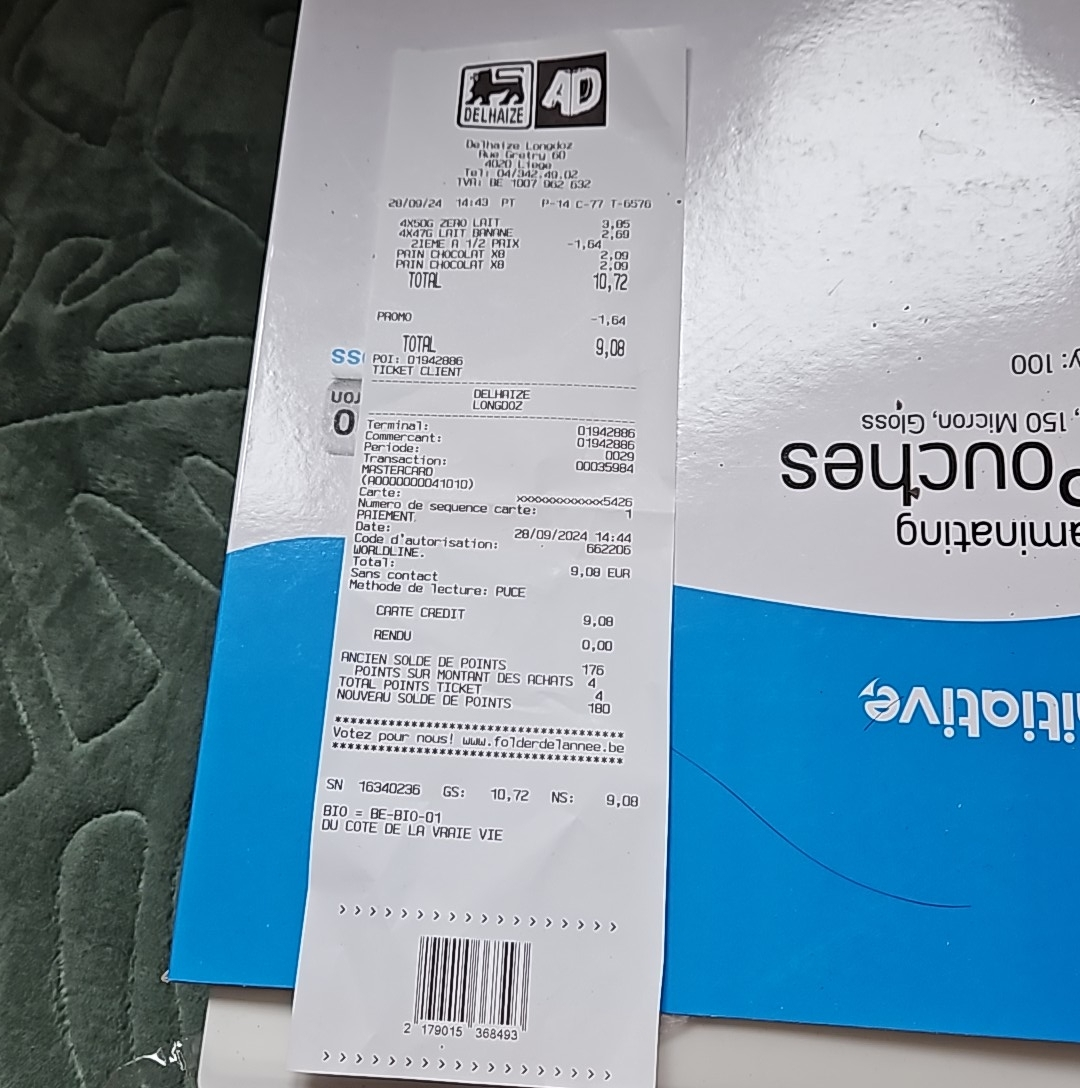 DELHAIZE AD
Delhaize Longdoz
Rue Gretry 60
4020 Liege
Tel: 04/342.49.02
TVA: BE 1007 962 632
28/09/24 14:43 PT P-14 C-77 T-6576
4X50G ZERO LAIT 3,85
4X47G LAIT BANANE 2,69
2IEME A 1/2 PRIX -1,64
PAIN CHOCOLAT X8 2,09
PAIN CHOCOLAT X8 2,09
TOTAL 10,72
PROMO -1,64
TOTAL 9,08
POI: 01942886
TICKET CLIENT
DELHAIZE
LONGDOZ
Terminal: 01942886
Commercant: 01942886
Periode: 0029
Transaction: 00035984
MASTERCARD
(A0000000041010)
Carte: xxxxxxxxxxxx5426
Numero de sequence carte: 1
PAIEMENT
Date: 28/09/2024 14:44
Code d'autorisation: 662206
WORLDLINE.
Total: 9,08 EUR
Sans contact
Methode de lecture: PUCE
CARTE CREDIT 9,08
RENDU 0,00
ANCIEN SOLDE DE POINTS 176
POINTS SUR MONTANT DES ACHATS 4
TOTAL POINTS TICKET 4
NOUVEAU SOLDE DE POINTS 180
***************************************
Votez pour nous! www.folderdelannee.be
***************************************
SN 16340236 GS: 10,72 NS: 9,08
BIO = BE-BIO-01
DU COTE DE LA VRAIE VIE
> > > > > > > > > > > > > > > > >
2 179015 368493
> > > > > > > > > > > > > > > > > >
itiative
aminating
Pouches
150 Micron, Gloss
y: 100
ss
ron
0